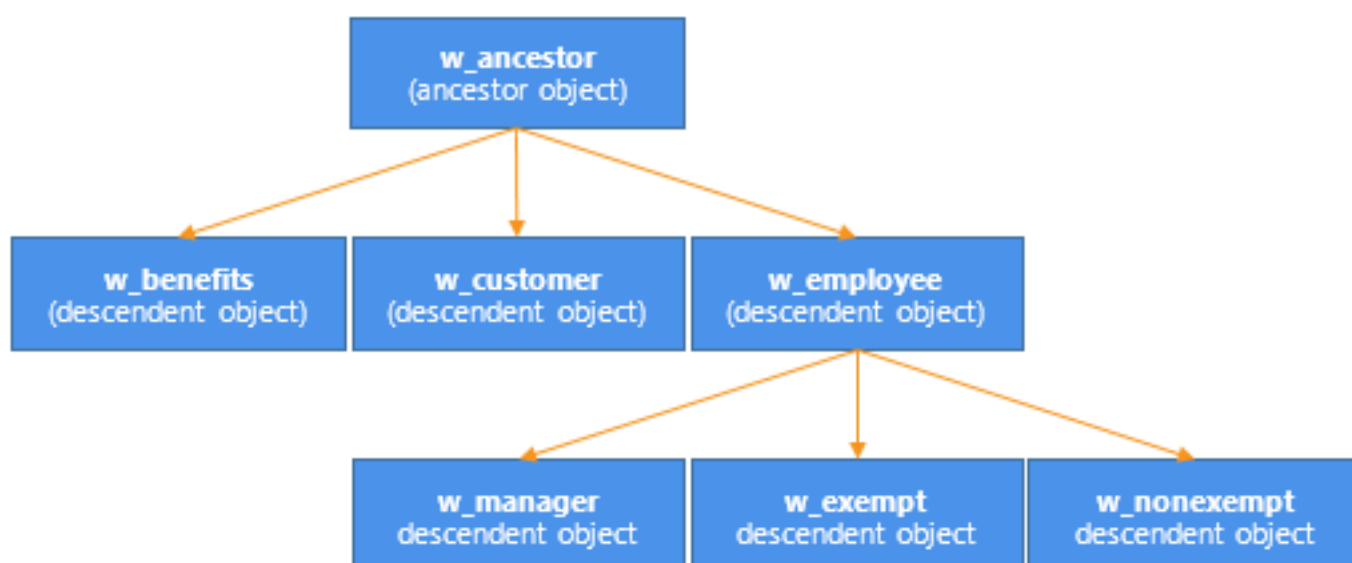 w_ancestor
(ancestor object)
w_benefits
(descendent object)
w_customer
(descendent object)
w_employee
(descendent object)
w_manager
descendent object
w_exempt
descendent object
w_nonexempt
descendent object